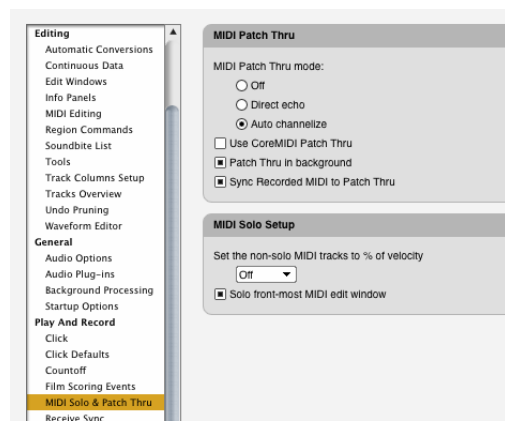 Editing
Automatic Conversions
Continuous Data
Edit Windows
Info Panels
MIDI Editing
Region Commands
Soundbite List
Tools
Track Columns Setup
Tracks Overview
Undo Pruning
Waveform Editor
General
Audio Options
Audio Plug-ins
Background Processing
Startup Options
Play And Record
Click
Click Defaults
Countoff
Film Scoring Events
MIDI Solo & Patch Thru
Receive Sync
MIDI Patch Thru
MIDI Patch Thru mode:
Off
Direct echo
Auto channelize
Use CoreMIDI Patch Thru
Patch Thru in background
Sync Recorded MIDI to Patch Thru
MIDI Solo Setup
Set the non-solo MIDI tracks to % of velocity
Off
Solo front-most MIDI edit window